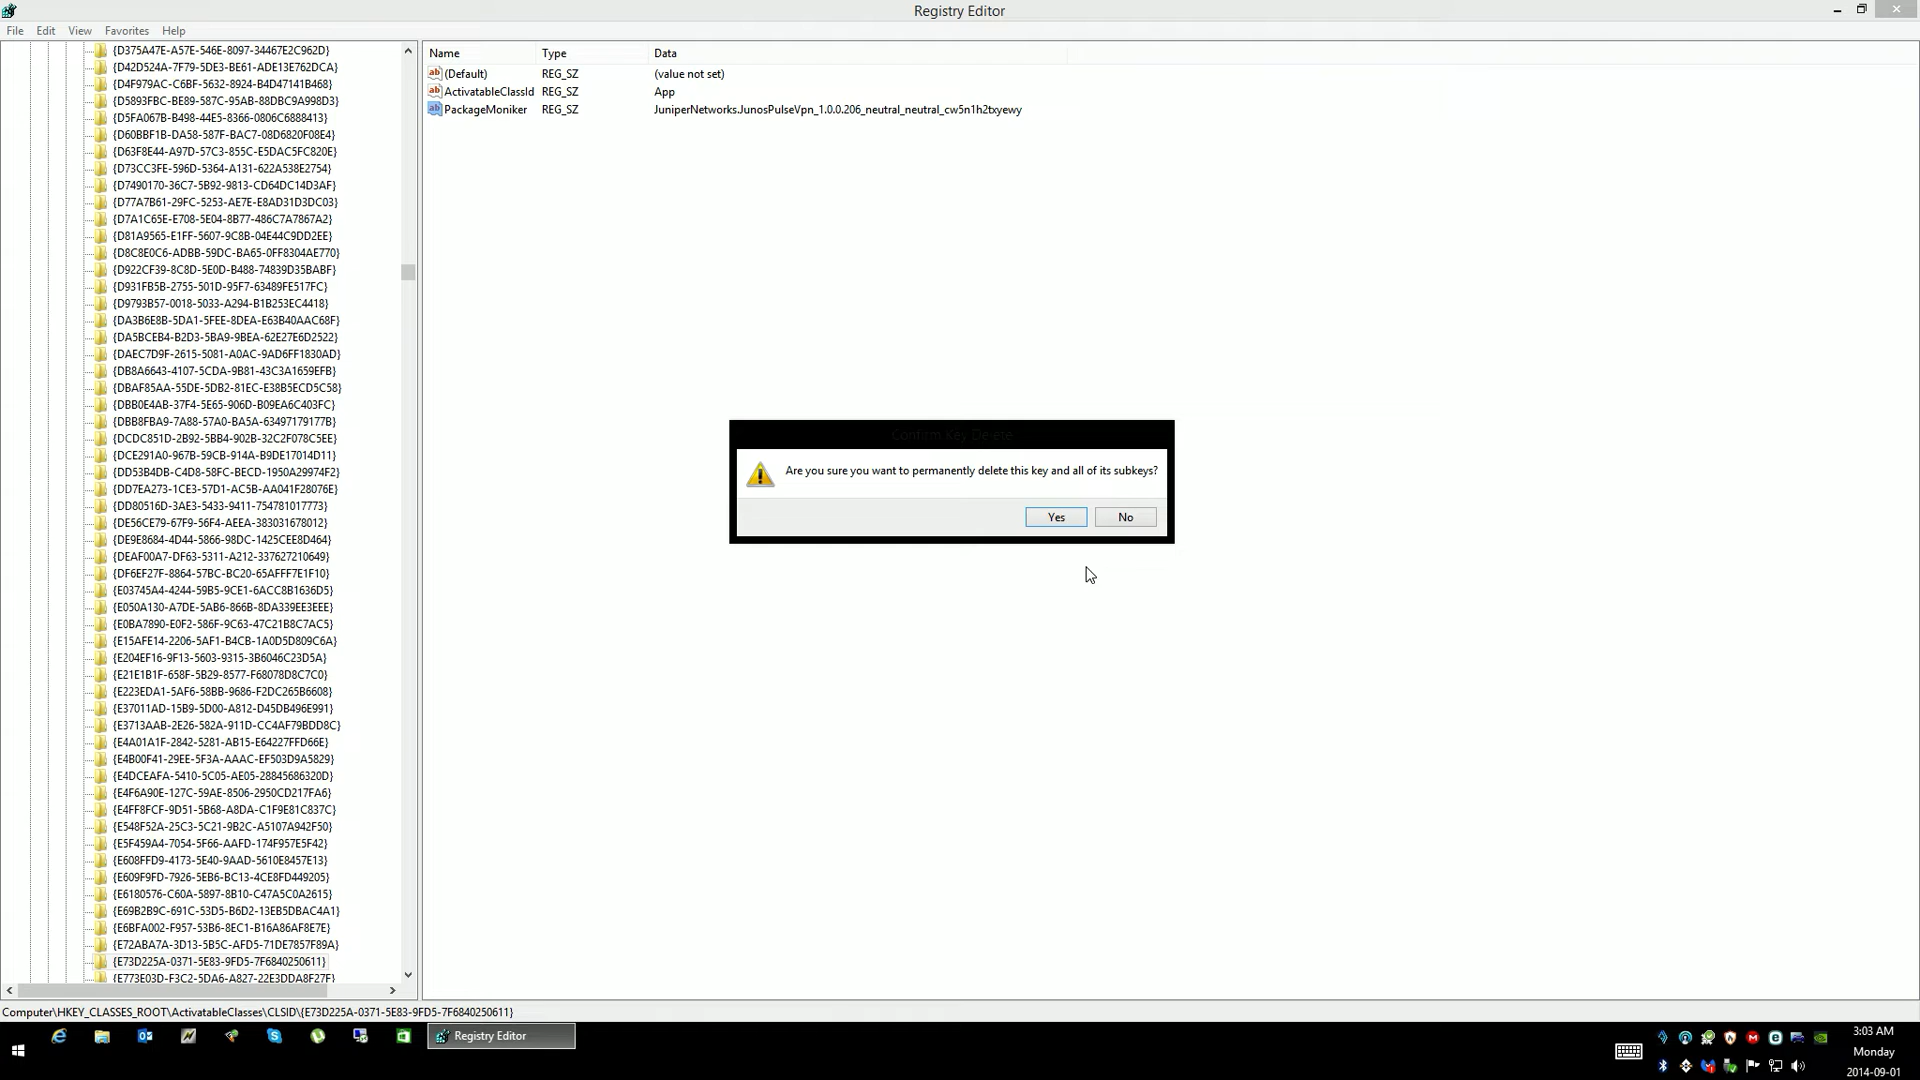 Registry Editor
File Edit View Favorites Help
{D375A47E-A57E-546E-8097-34467E2C962D}
{D42D524A-7F79-5DE3-BE61-ADE13E762DCA}
{D4F979AC-C6BF-5632-8924-B4D47141B468}
{D5893FBC-BE89-587C-95AB-88DBC9A998D3}
{D5FA067B-B498-44E5-8366-0806C6888413}
{D60BBF1B-DA58-587F-BAC7-08D6820F08E4}
{D63F8E44-A97D-57C3-855C-E5DAC5FC820E}
{D73CC3FE-596D-5364-A131-622A538E2754}
{D7490170-36C7-5B92-9813-CD64DC14D3AF}
{D77A7B61-29FC-5253-AE7E-E8AD31D3DC03}
{D7A1C65E-E708-5E04-8B77-486C7A7867A2}
{D81A9565-E1FF-5607-9C8B-04E44C9DD2EE}
{D8C8E0C6-ADBB-59DC-BA65-0FF8304AE770}
{D922CF39-8C8D-5E0D-B488-74839D35BABF}
{D931FB5B-2755-501D-95F7-63489FE517FC}
{D9793B57-0018-5033-A294-B1B253EC4418}
{DA3B6E8B-5DA1-5FEE-8DEA-E63B40AAC68F}
{DA5BCEB4-B2D3-5BA9-9BEA-62E27E6D2522}
{DAEC7D9F-2615-5081-A0AC-9AD6FF1830AD}
{DB8A6643-4107-5CDA-9B81-43C3A1659EFB}
{DBAF85AA-55DE-5DB2-81EC-E38B5ECD5C58}
{DBB0E4AB-37F4-5E65-906D-B09EA6C403FC}
{DBB8FBA9-7A88-57A0-BA5A-63497179177B}
{DCDC851D-2B92-5BB4-902B-32C2F078C5EE}
{DCE291A0-967B-59CB-914A-B9DE17014D11}
{DD53B4DB-C4D8-58FC-BECD-1950A29974F2}
{DD7EA273-1CE3-57D1-AC5B-AA041F28076E}
{DD80516D-3AE3-5433-9411-754781017773}
{DE56CE79-67F9-56F4-AEEA-383031678012}
{DE9E8684-4D44-5866-98DC-1425CEE8D464}
{DEAF00A7-DF63-5311-A212-337627210649}
{DF6EF27F-8864-57BC-BC20-65AFFF7E1F10}
{E03745A4-4244-59B5-9CE1-6ACC8B1636D5}
{E050A130-A7DE-5AB6-866B-8DA339EE3EEE}
{E0BA7890-E0F2-586F-9C63-47C21B8C7AC5}
{E15AFE14-2206-5AF1-B4CB-1A0D5D809C6A}
{E204EF16-9F13-5603-9315-3B6046C23D5A}
{E21E1B1F-658F-5B29-8577-F68078D8C7C0}
{E223EDA1-5AF6-58BB-9686-F2DC265B6608}
{E37011AD-15B9-5D00-A812-D45DB496E991}
{E3713AAB-2E26-582A-911D-CC4AF79BDD8C}
{E4A01A1F-2842-5281-AB15-E64227FFD66E}
{E4B00F41-29EE-5F3A-AAAC-EF503D9A5829}
{E4DCEAFA-5410-5C05-AE05-28845686320D}
{E4F6A90E-127C-59AE-8506-2950CD217FA6}
{E4FF8FCF-9D51-5B68-A8DA-C1F9E81C837C}
{E548F52A-25C3-5C21-9B2C-A5107A942F50}
{E5F459A4-7054-5F66-AAFD-174F957E5F42}
{E608FFD9-4173-5E40-9AAD-5610E8457E13}
{E609F9FD-7926-5EB6-BC13-4CE8FD449205}
{E6180576-C60A-5897-8B10-C47A5C0A2615}
{E69B2B9C-691C-53D5-B6D2-13EB5DBAC4A1}
{E6BFA002-F957-53B6-8EC1-B16A86AF8E7E}
{E72ABA7A-3D13-5B5C-AFD5-71DE7857F89A}
{E73D225A-0371-5E83-9FD5-7F6840250611}
{E773E03D-F3C2-5DA6-A827-22E3DDA8F27F}
Name Type Data
(Default) REG_SZ (value not set)
ActivatableClassId REG_SZ App
PackageMoniker REG_SZ JuniperNetworks.JunosPulseVpn_1.0.0.206_neutral_neutral_cw5n1h2txyewy
Confirm Key Delete
Are you sure you want to permanently delete this key and all of its subkeys?
Yes No
Computer\HKEY_CLASSES_ROOT\ActivatableClasses\CLSID\{E73D225A-0371-5E83-9FD5-7F6840250611}
Registry Editor
3:03 AM
Monday
2014-09-01